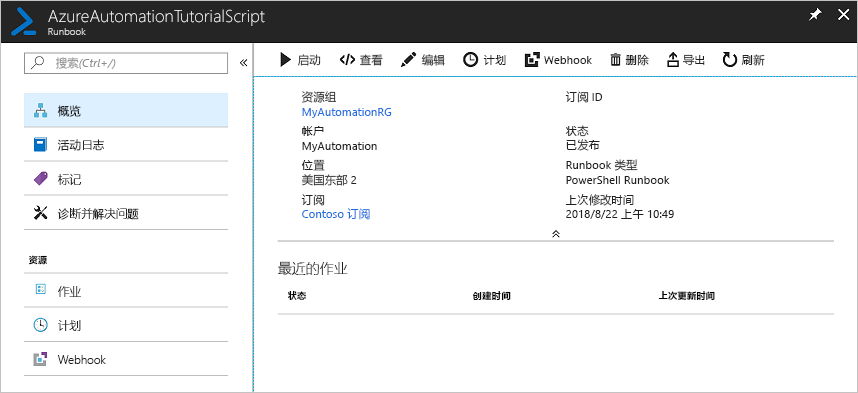 AzureAutomationTutorialScript
Runbook
搜索(Ctrl+/)
概览
活动日志
标记
诊断并解决问题
资源
作业
计划
Webhook
启动 查看 编辑 计划 Webhook 删除 导出 刷新
资源组
MyAutomationRG
帐户
MyAutomation
位置
美国东部 2
订阅
Contoso 订阅
订阅 ID
状态
已发布
Runbook 类型
PowerShell Runbook
上次修改时间
2018/8/22 上午 10:49
最近的作业
状态 创建时间 上次更新时间